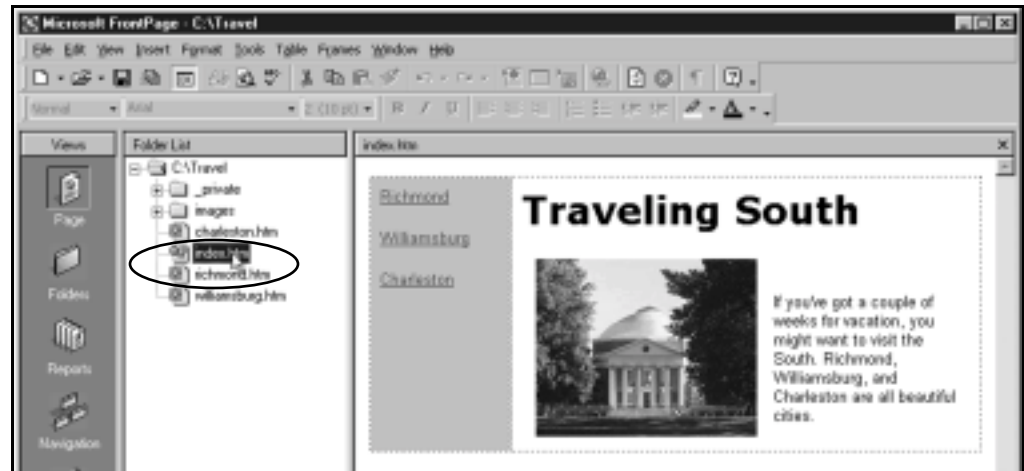 Microsoft FrontPage - C:\Travel
File Edit View Insert Format Tools Table Frames Window Help
Normal Arial 2 (10 pt) B I U A
Views
Folder List
index.htm
Page
Folders
Reports
Navigation
C:\Travel
_private
images
charleston.htm
index.htm
richmond.htm
williamsburg.htm
Richmond
Williamsburg
Charleston
Traveling South
If you've got a couple of
weeks for vacation, you
might want to visit the
South. Richmond,
Williamsburg, and
Charleston are all beautiful
cities.